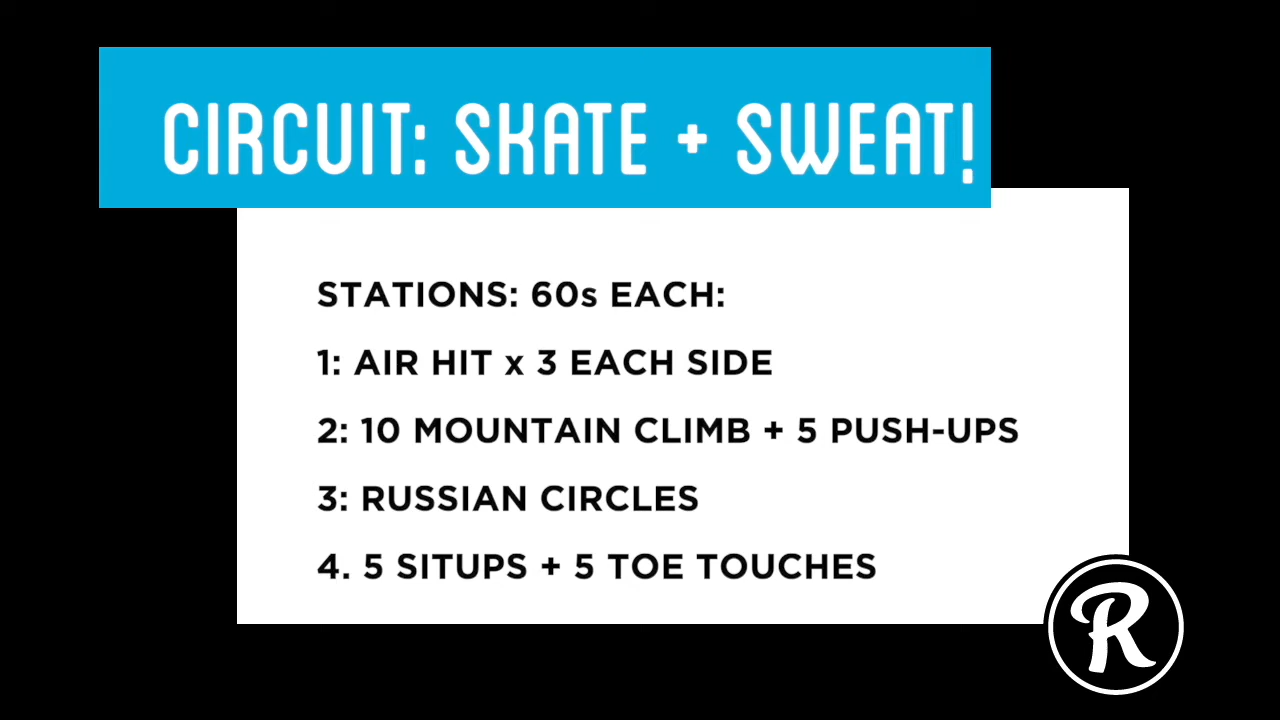 CIRCUIT: SKATE + SWEAT!
STATIONS: 60s EACH:
1: AIR HIT x 3 EACH SIDE
2: 10 MOUNTAIN CLIMB + 5 PUSH-UPS
3: RUSSIAN CIRCLES
4. 5 SITUPS + 5 TOE TOUCHES
R